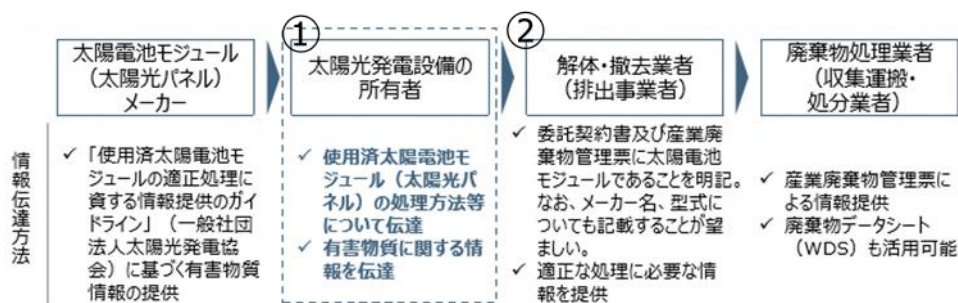 ①
②
太陽電池モジュール
（太陽光パネル）
メーカー
太陽光発電設備の
所有者
解体・撤去業者
（排出事業者）
廃棄物処理業者
（収集運搬・
処分業者）
情報伝達方法
✓ 「使用済太陽電池モ
ジュールの適正処理に
資する情報提供のガイ
ドライン」（一般社団
法人太陽光発電協
会）に基づく有害物質
情報の提供
✓ 使用済太陽電池モ
ジュール（太陽光パ
ネル）の処理方法等
について伝達
✓ 有害物質に関する情
報を伝達
✓ 委託契約書及び産業廃
棄物管理票に太陽電池
モジュールであることを明記。
なお、メーカー名、型式に
ついても記載することが望
ましい。
✓ 適正な処理に必要な情
報を提供
✓ 産業廃棄物管理票に
よる情報提供
✓ 廃棄物データシート
（WDS）も活用可能